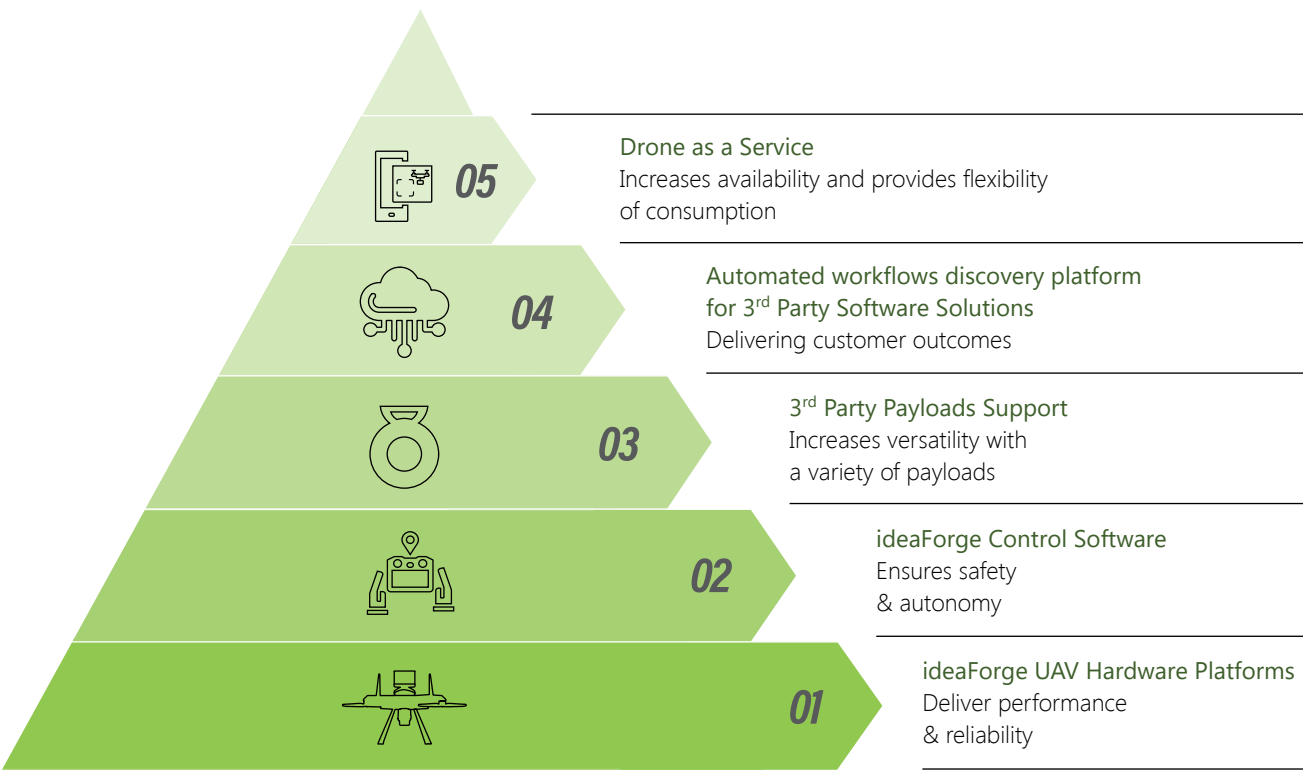 05
Drone as a Service
Increases availability and provides flexibility
of consumption
04
Automated workflows discovery platform
for 3rd Party Software Solutions
Delivering customer outcomes
03
3rd Party Payloads Support
Increases versatility with
a variety of payloads
02
ideaForge Control Software
Ensures safety
& autonomy
01
ideaForge UAV Hardware Platforms
Deliver performance
& reliability